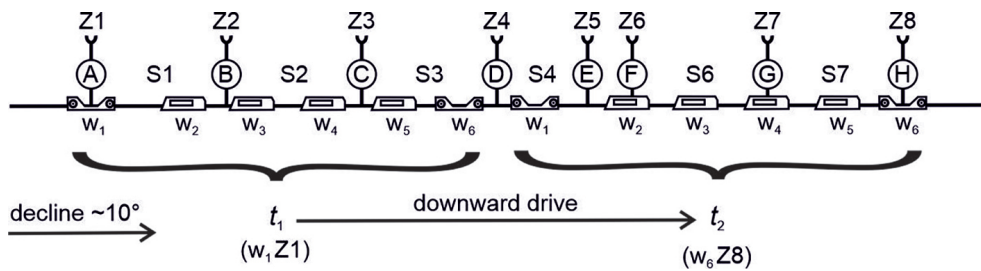 Z1 Z2 Z3 Z4 Z5 Z6 Z7 Z8
A S1 B S2 C S3 D S4 E F S6 G S7 H
w₁ w₂ w₃ w₄ w₅ w₆ w₁ w₂ w₃ w₄ w₅ w₆
decline ~10° t₁ downward drive t₂
(w₁Z1) (w₆Z8)